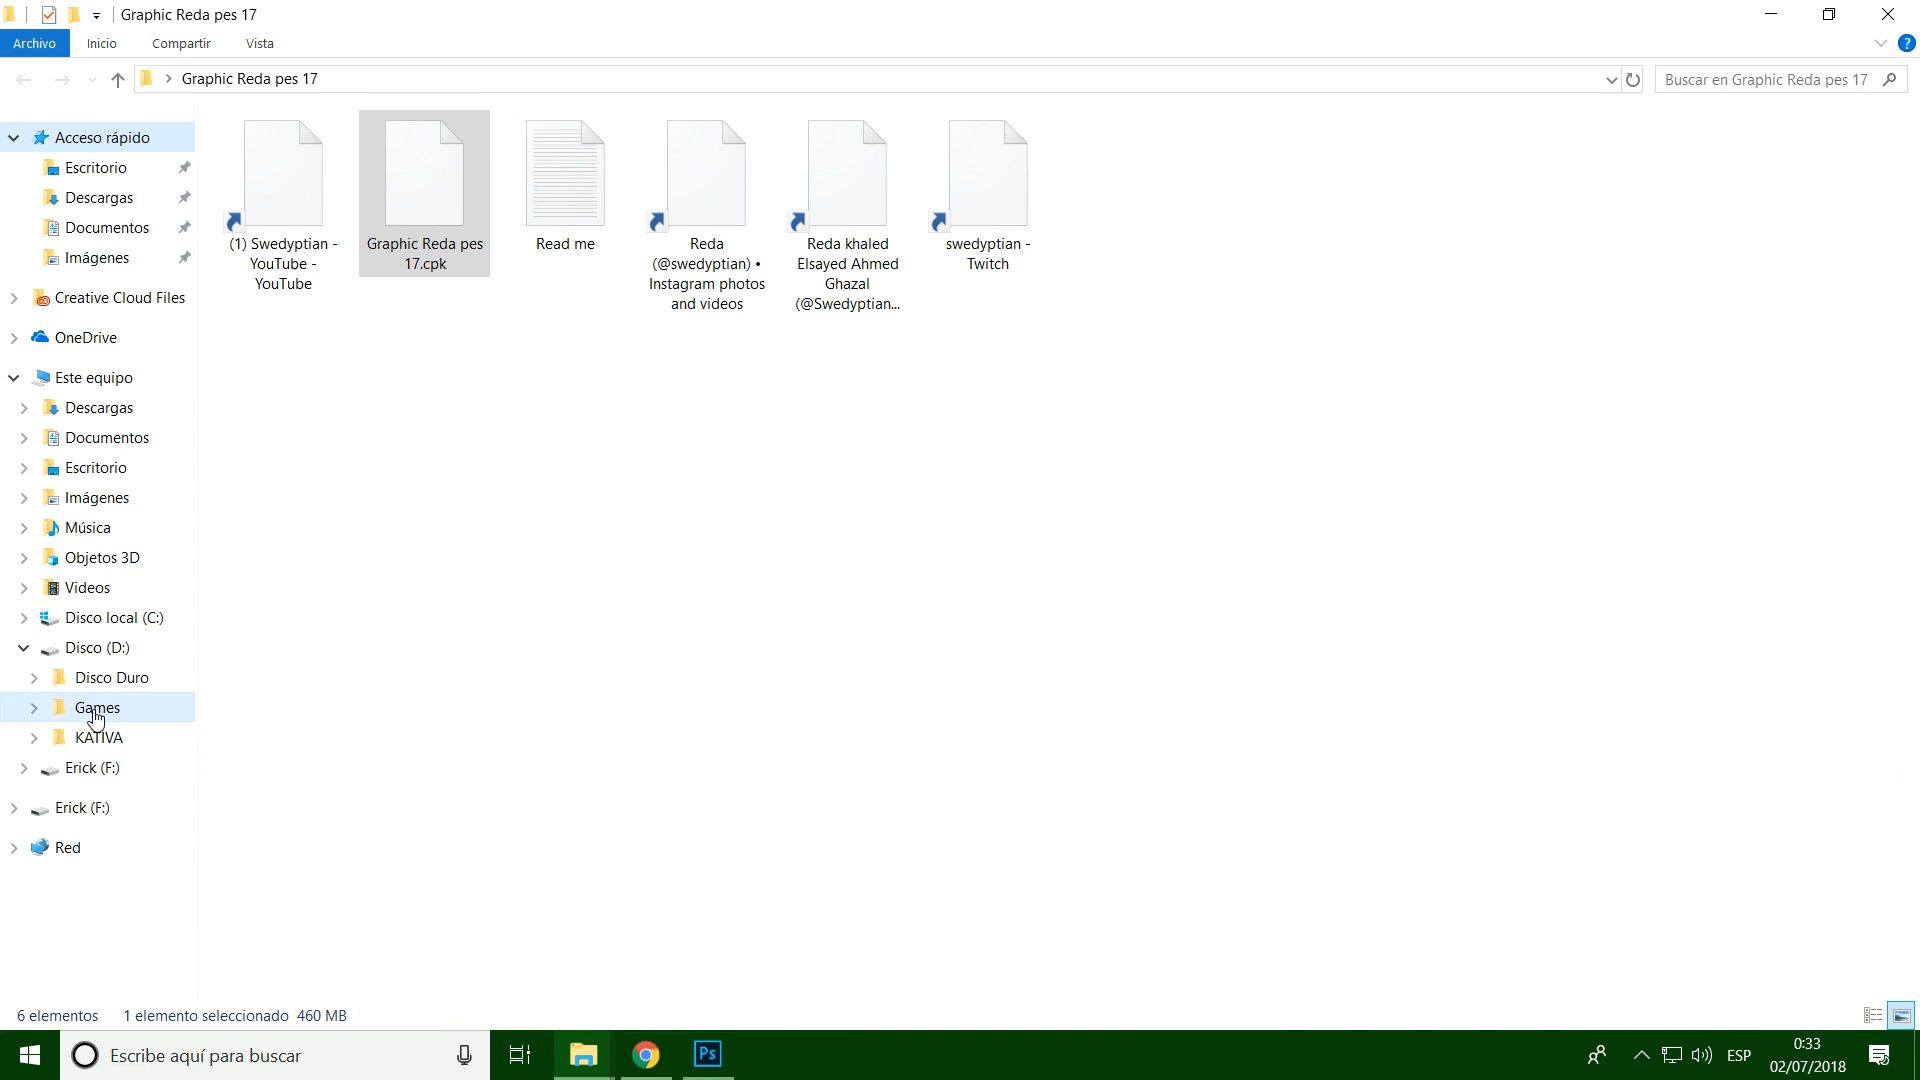 Graphic Reda pes 17
Archivo
Inicio
Compartir
Vista
?
Graphic Reda pes 17
Buscar en Graphic Reda pes 17
Acceso rápido
Escritorio
Descargas
Documentos
Imágenes
Creative Cloud Files
OneDrive
Este equipo
Descargas
Documentos
Escritorio
Imágenes
Música
Objetos 3D
Videos
Disco local (C:)
Disco (D:)
Disco Duro
Games
KATIVA
Erick (F:)
Erick (F:)
Red
(1) Swedyptian -
YouTube -
YouTube
Graphic Reda pes
17.cpk
Read me
Reda
(@swedyptian) •
Instagram photos
and videos
Reda khaled
Elsayed Ahmed
Ghazal
(@Swedyptian...
swedyptian -
Twitch
6 elementos
1 elemento seleccionado 460 MB
Escribe aquí para buscar
Ps
ESP
0:33
02/07/2018